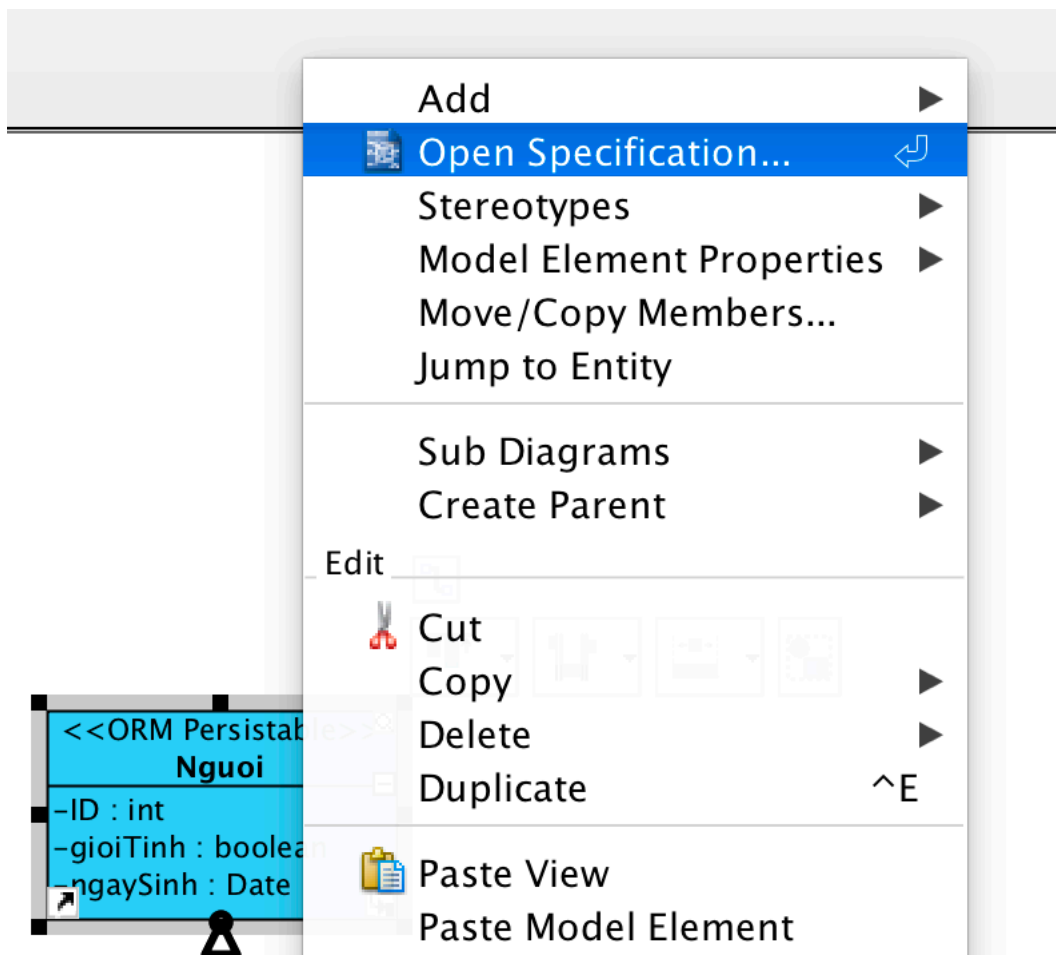 Add
Open Specification...
Stereotypes
Model Element Properties
Move/Copy Members...
Jump to Entity
Sub Diagrams
Create Parent
Edit
Cut
Copy
Delete
Duplicate ^E
Paste View
Paste Model Element
<<ORM Persistable>>
Nguoi
-ID : int
-gioiTinh : boolean
-ngaySinh : Date